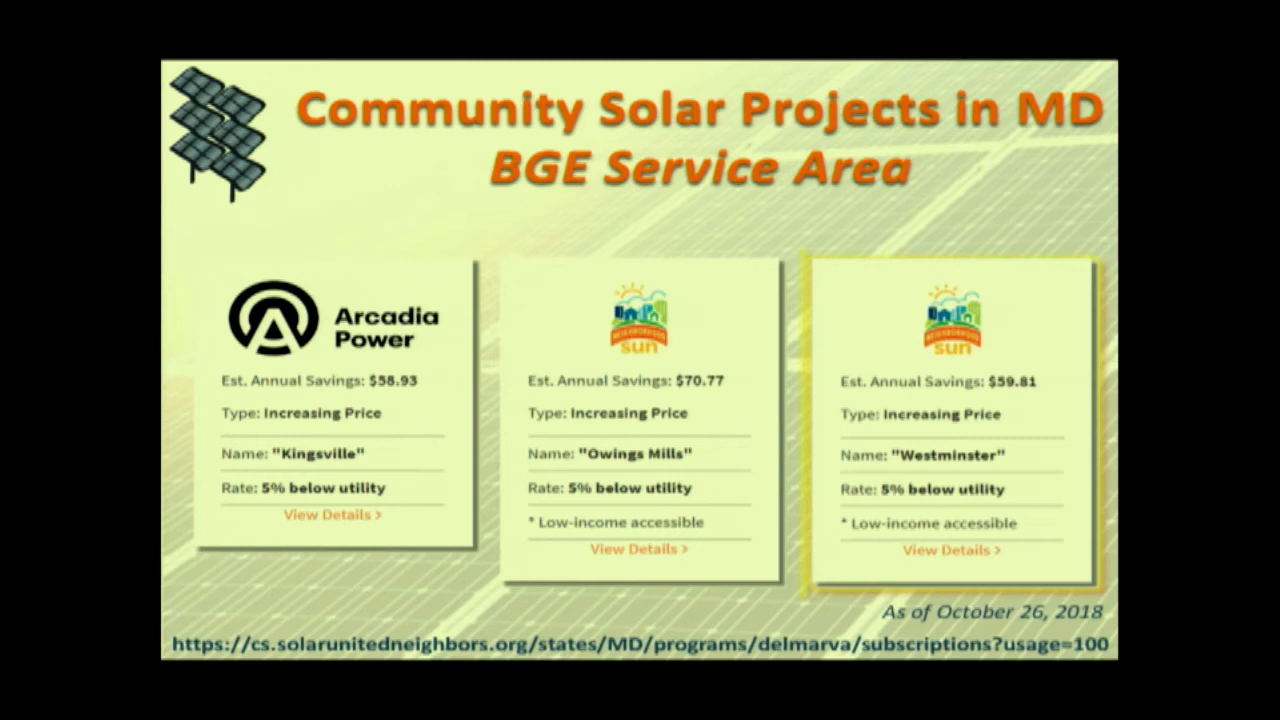 Community Solar Projects in MD
BGE Service Area
Arcadia
Power
Est. Annual Savings: $58.93
Type: Increasing Price
Name: "Kingsville"
Rate: 5% below utility
View Details >
NEIGHBORHOOD
sun
Est. Annual Savings: $70.77
Type: Increasing Price
Name: "Owings Mills"
Rate: 5% below utility
* Low-income accessible
View Details >
NEIGHBORHOOD
sun
Est. Annual Savings: $59.81
Type: Increasing Price
Name: "Westminster"
Rate: 5% below utility
* Low-income accessible
View Details >
As of October 26, 2018
https://cs.solarunitedneighbors.org/states/MD/programs/delmarva/subscriptions?usage=100